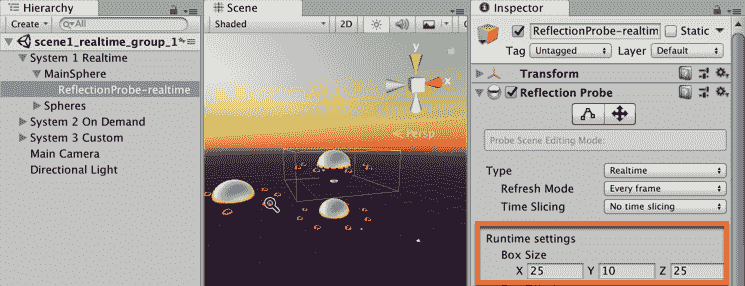 Hierarchy
Create
All
scene1_realtime_group_1*
System 1 Realtime
MainSphere
ReflectionProbe-realtime
Spheres
System 2 On Demand
System 3 Custom
Main Camera
Directional Light
Scene
Shaded
2D
y
x
Persp
Inspector
ReflectionProbe-realtim
Static
Tag Untagged Layer Default
Transform
Reflection Probe
Probe Scene Editing Mode:
Type Realtime
Refresh Mode Every frame
Time Slicing No time slicing
Runtime settings
Box Size
X 25 Y 10 Z 25